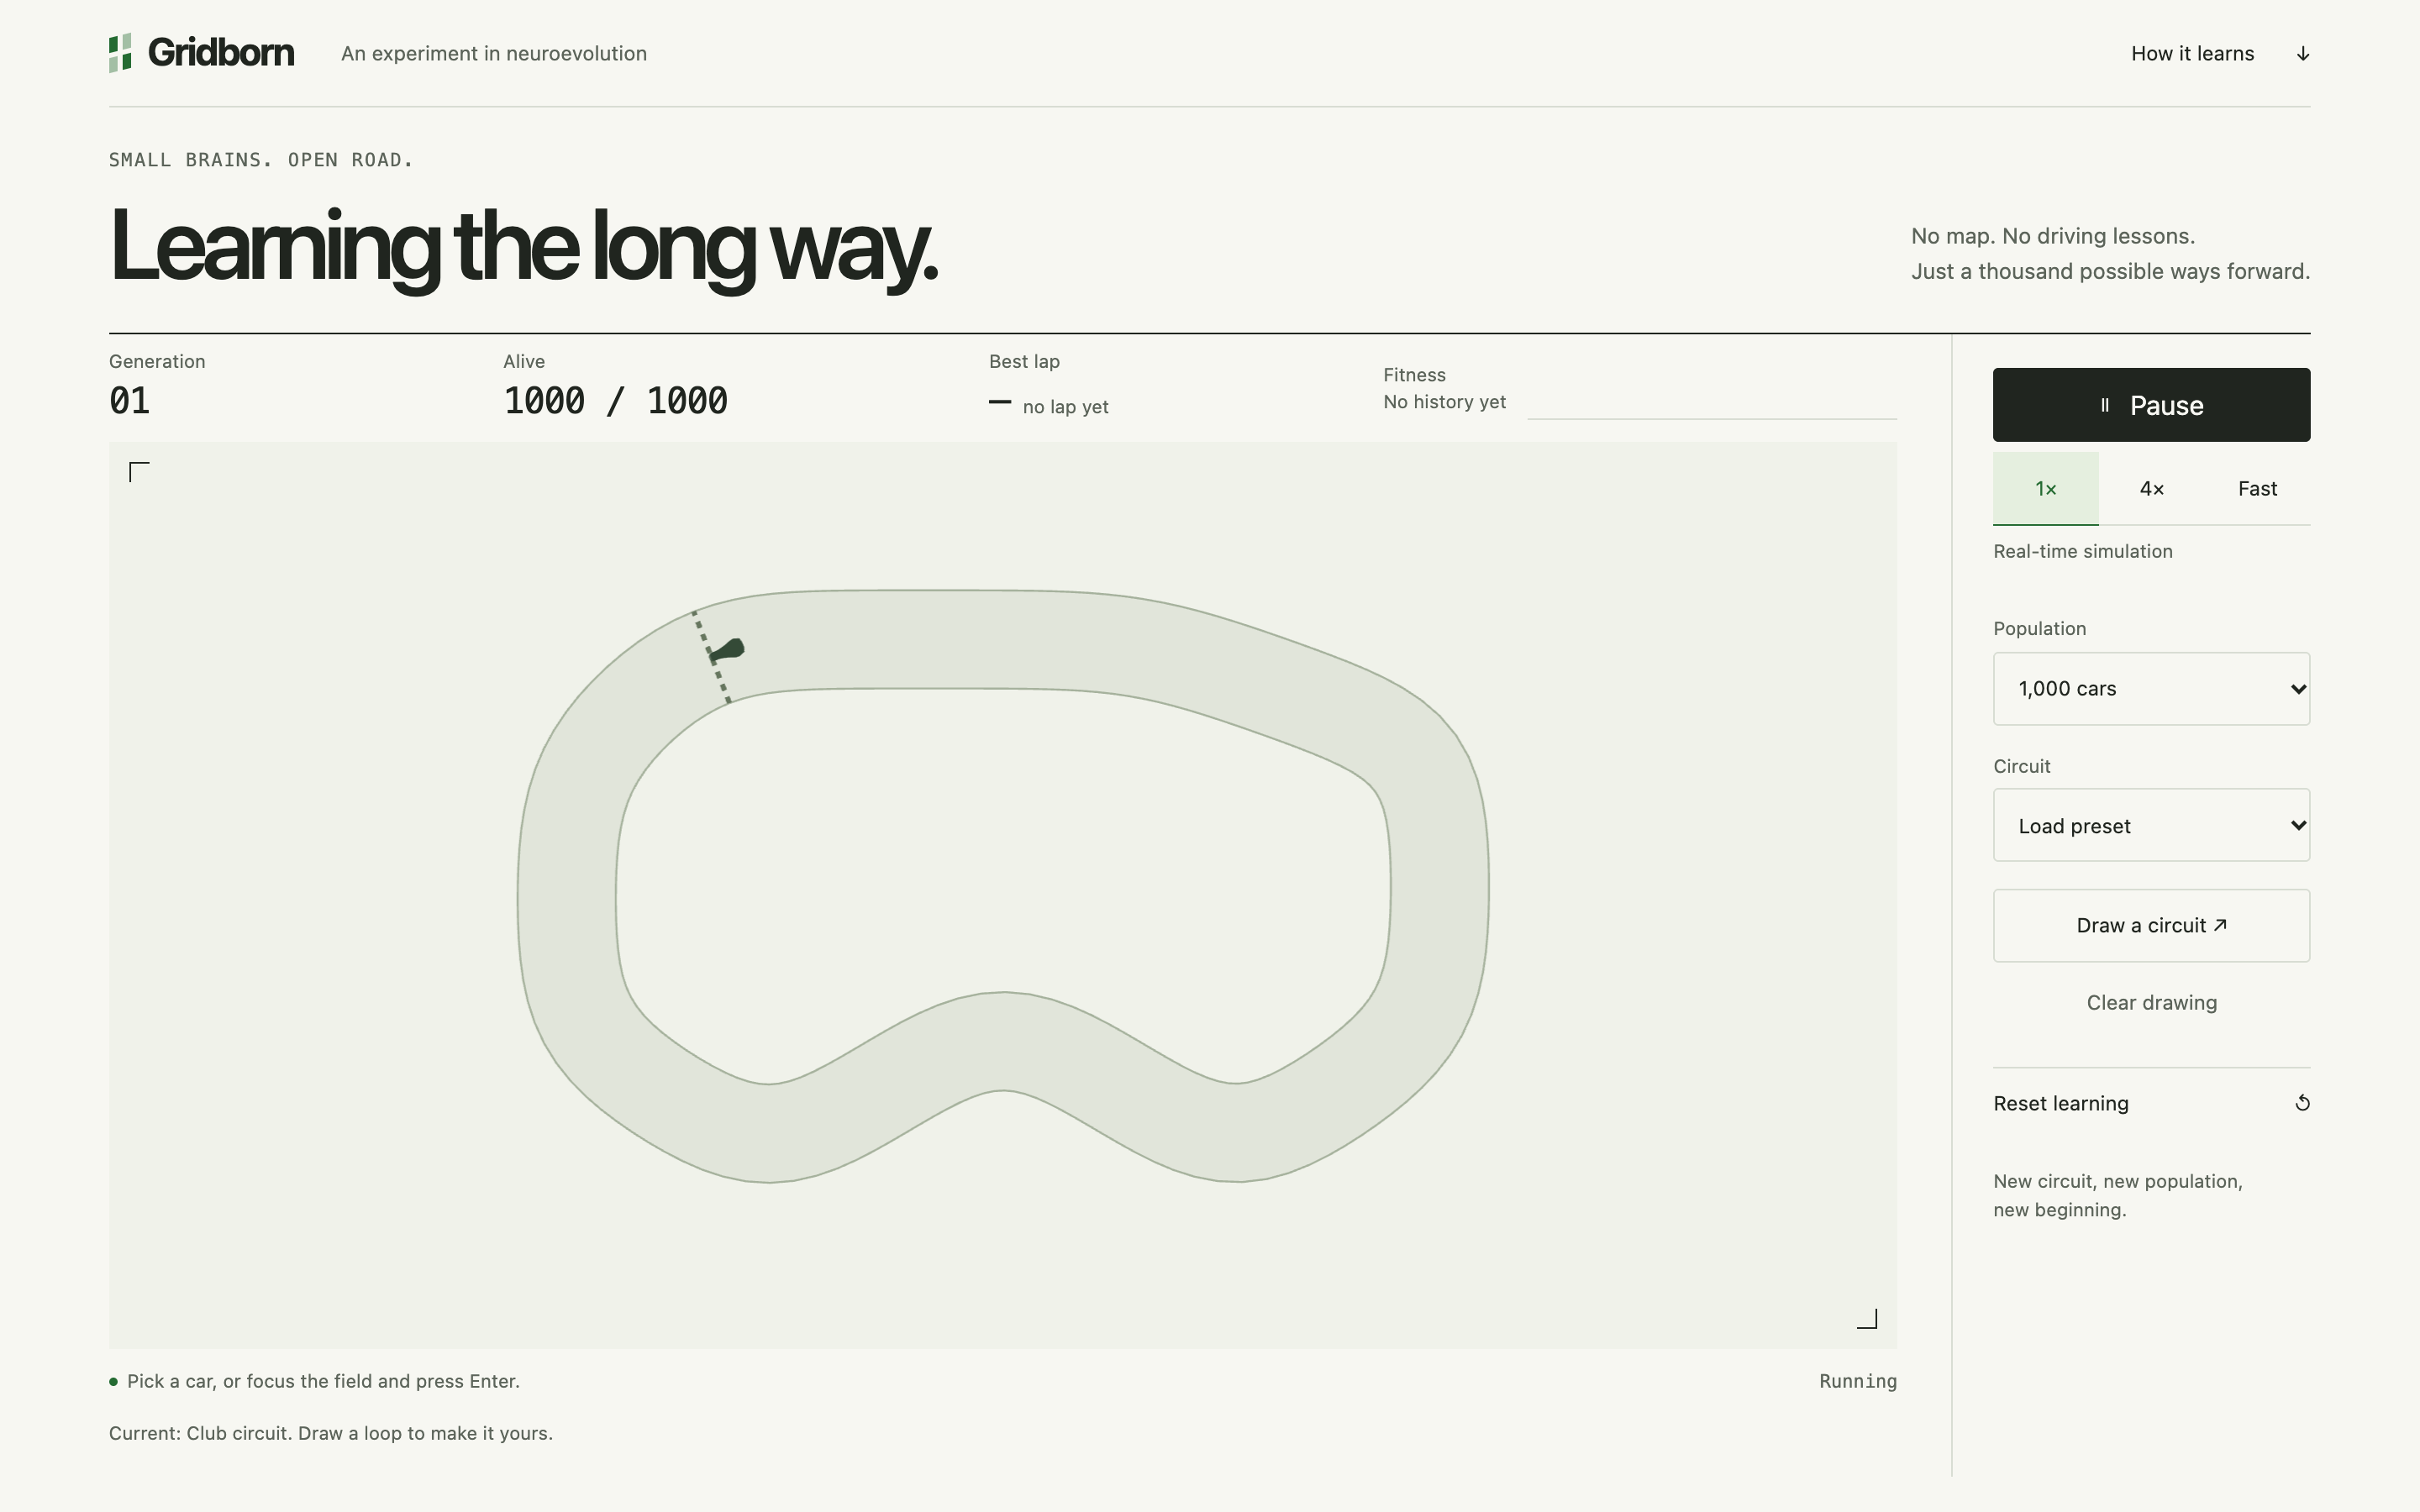 Gridborn
An experiment in neuroevolution
How it learns ↓
SMALL BRAINS. OPEN ROAD.
Learning the long way.
No map. No driving lessons.
Just a thousand possible ways forward.
Generation
01
Alive
1000 / 1000
Best lap
— no lap yet
Fitness
No history yet
Pause
1× 4× Fast
Real-time simulation
Population
1,000 cars
Circuit
Load preset
Draw a circuit ↗
Clear drawing
Reset learning
New circuit, new population,
new beginning.
Pick a car, or focus the field and press Enter.
Running
Current: Club circuit. Draw a loop to make it yours.